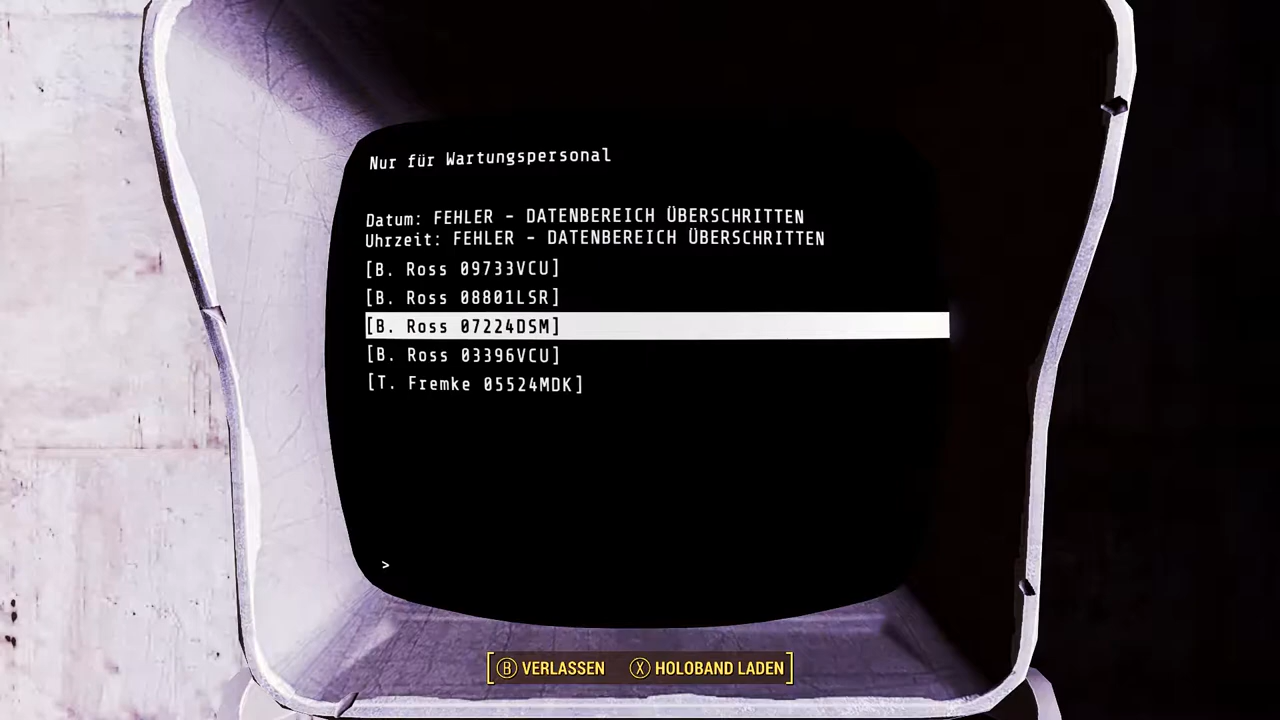 Nur für Wartungspersonal
Datum: FEHLER - DATENBEREICH ÜBERSCHRITTEN
Uhrzeit: FEHLER - DATENBEREICH ÜBERSCHRITTEN
[B. Ross 09733VCU]
[B. Ross 08801LSR]
[B. Ross 07224DSM]
[B. Ross 03396VCU]
[T. Fremke 05524MDK]
>
[Ⓑ VERLASSEN Ⓧ HOLOBAND LADEN]